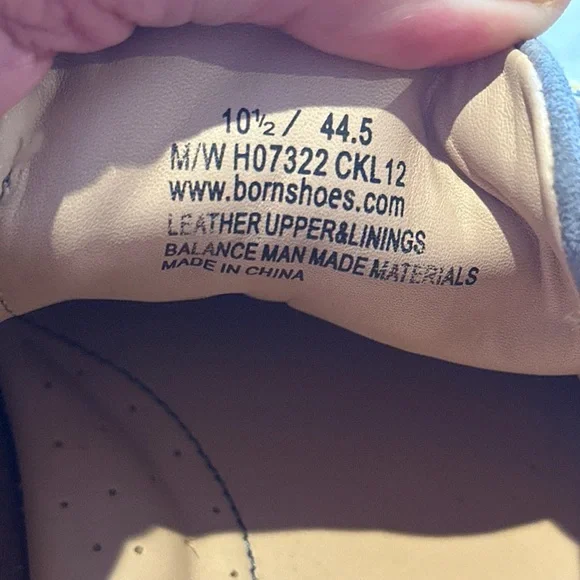 10½ / 44.5
M/W H07322 CKL12
www.bornshoes.com
LEATHER UPPER&LININGS
BALANCE MAN MADE MATERIALS
MADE IN CHINA